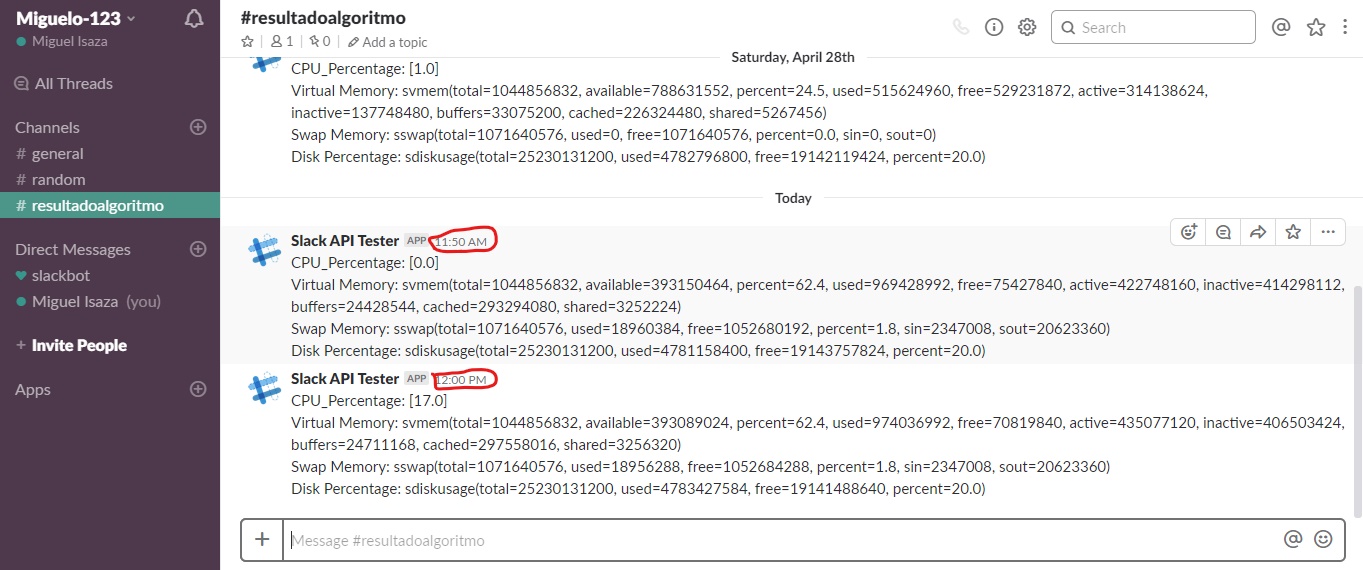 Miguelo-123
Miguel Isaza
All Threads
Channels
# general
# random
# resultadoalgoritmo
Direct Messages
slackbot
Miguel Isaza (you)
+ Invite People
Apps
#resultadoalgoritmo
1
0
Add a topic
Search
Saturday, April 28th
CPU_Percentage: [1.0]
Virtual Memory: svmem(total=1044856832, available=788631552, percent=24.5, used=515624960, free=529231872, active=314138624,
inactive=137748480, buffers=33075200, cached=226324480, shared=5267456)
Swap Memory: sswap(total=1071640576, used=0, free=1071640576, percent=0.0, sin=0, sout=0)
Disk Percentage: sdiskusage(total=25230131200, used=4782796800, free=19142119424, percent=20.0)
Today
Slack API Tester APP 11:50 AM
CPU_Percentage: [0.0]
Virtual Memory: svmem(total=1044856832, available=393150464, percent=62.4, used=969428992, free=75427840, active=422748160, inactive=414298112,
buffers=24428544, cached=293294080, shared=3252224)
Swap Memory: sswap(total=1071640576, used=18960384, free=1052680192, percent=1.8, sin=2347008, sout=20623360)
Disk Percentage: sdiskusage(total=25230131200, used=4781158400, free=19143757824, percent=20.0)
Slack API Tester APP 12:00 PM
CPU_Percentage: [17.0]
Virtual Memory: svmem(total=1044856832, available=393089024, percent=62.4, used=974036992, free=70819840, active=435077120, inactive=406503424,
buffers=24711168, cached=297558016, shared=3256320)
Swap Memory: sswap(total=1071640576, used=18956288, free=1052684288, percent=1.8, sin=2347008, sout=20623360)
Disk Percentage: sdiskusage(total=25230131200, used=4783427584, free=19141488640, percent=20.0)
Message #resultadoalgoritmo